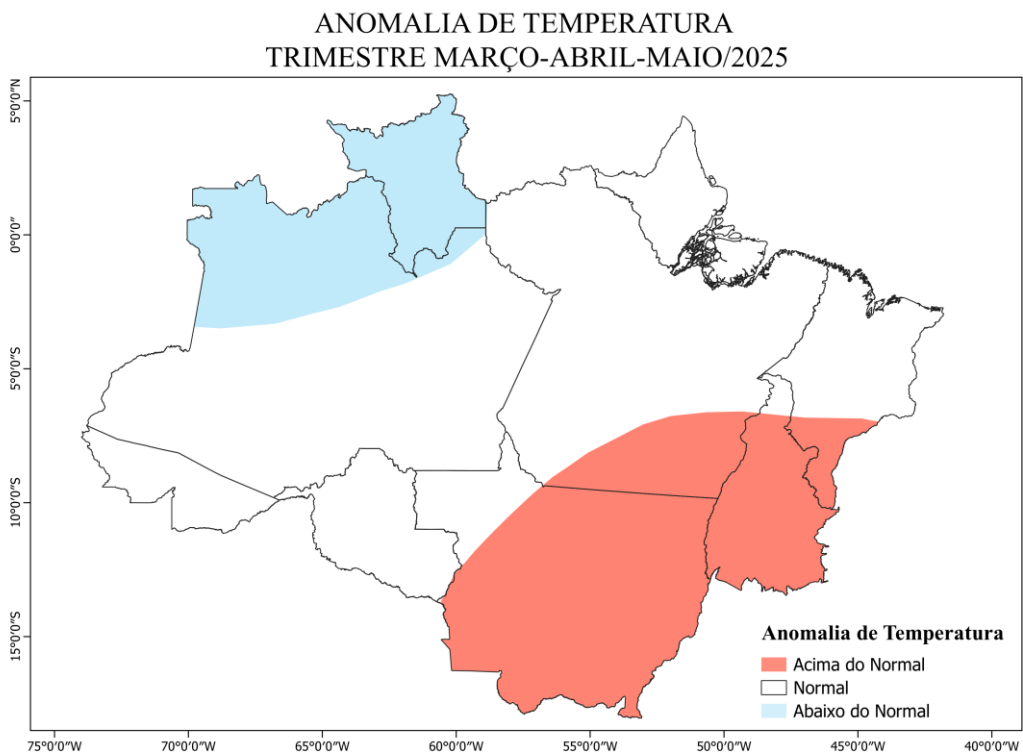 ANOMALIA DE TEMPERATURA
TRIMESTRE MARÇO-ABRIL-MAIO/2025
5°0'0"N
0°0'0"
5°0'0"S
10°0'0"S
15°0'0"S
Anomalia de Temperatura
Acima do Normal
Normal
Abaixo do Normal
75°0'0"W 70°0'0"W 65°0'0"W 60°0'0"W 55°0'0"W 50°0'0"W 45°0'0"W 40°0'0"W